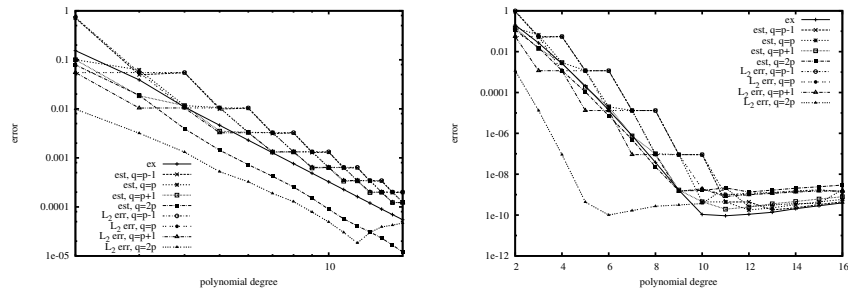 1
0.1
0.01
0.001
0.0001
1e-05
10
error
polynomial degree
ex
est, q=p-1
est, q=p
est, q=p+1
est, q=2p
L2 err, q=p-1
L2 err, q=p
L2 err, q=p+1
L2 err, q=2p
1
0.01
0.0001
1e-06
1e-08
1e-10
1e-12
2 4 6 8 10 12 14 16
error
polynomial degree
ex
est, q=p-1
est, q=p
est, q=p+1
est, q=2p
L2 err, q=p-1
L2 err, q=p
L2 err, q=p+1
L2 err, q=2p